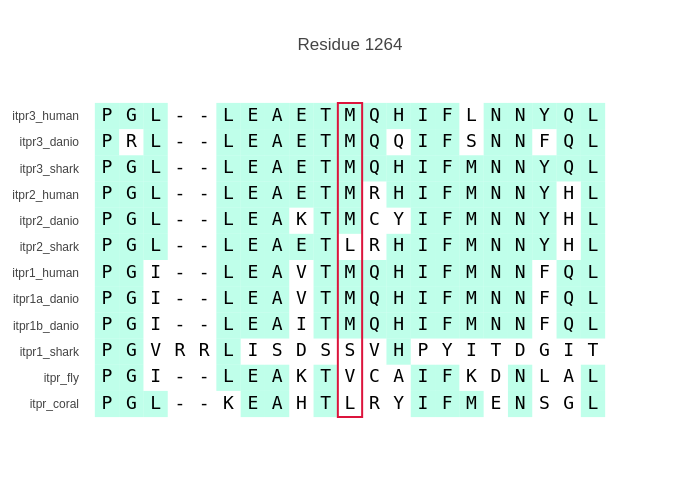 Residue 1264
itpr3_human P G L - - L E A E T M Q H I F L N N Y Q L
itpr3_danio P R L - - L E A E T M Q Q I F S N N F Q L
itpr3_shark P G L - - L E A E T M Q H I F M N N Y Q L
itpr2_human P G L - - L E A E T M R H I F M N N Y H L
itpr2_danio P G L - - L E A K T M C Y I F M N N Y H L
itpr2_shark P G L - - L E A E T L R H I F M N N Y H L
itpr1_human P G I - - L E A V T M Q H I F M N N F Q L
itpr1a_danio P G I - - L E A V T M Q H I F M N N F Q L
itpr1b_danio P G I - - L E A I T M Q H I F M N N F Q L
itpr1_shark P G V R R L I S D S S V H P Y I T D G I T
itpr_fly P G I - - L E A K T V C A I F K D N L A L
itpr_coral P G L - - K E A H T L R Y I F M E N S G L